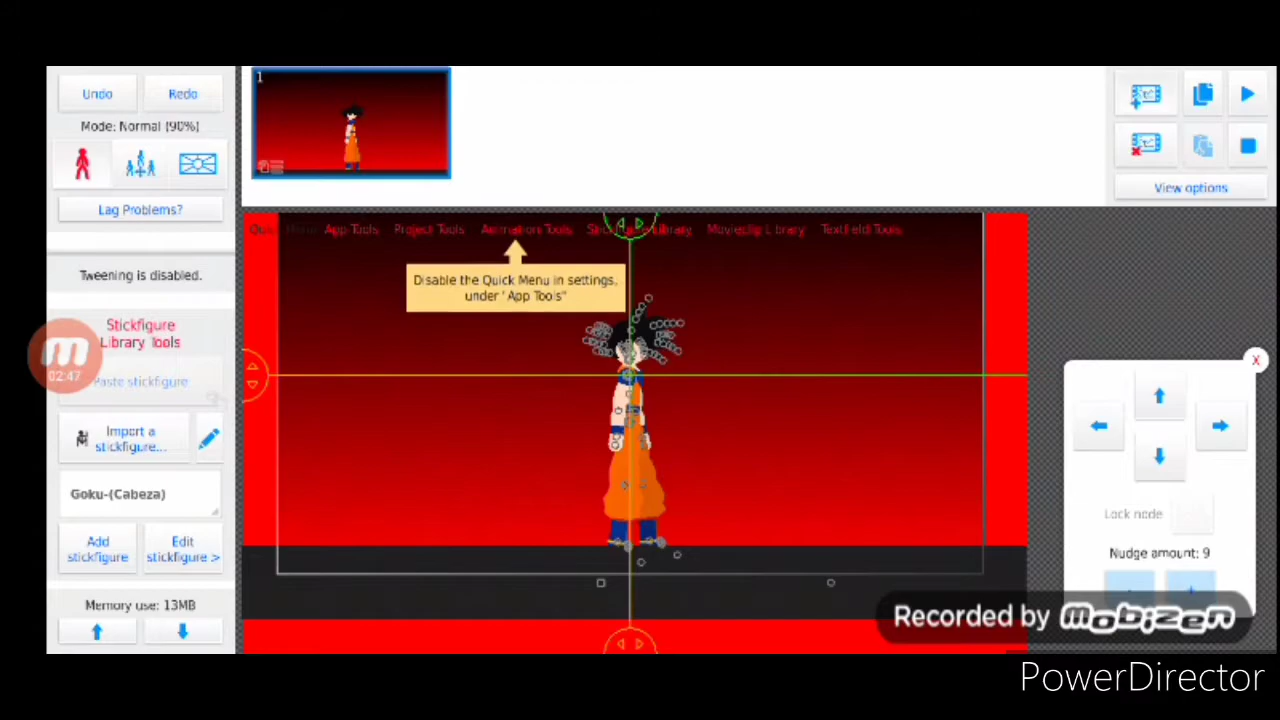 Undo
Redo
Mode: Normal (90%)
Lag Problems?
Tweening is disabled.
Stickfigure
Library Tools
Paste stickfigure
Import a
stickfigure...
Goku-(Cabeza)
Add
stickfigure
Edit
stickfigure >
Memory use: 13MB
02:47
1
View options
App Tools
Project Tools
Animation Tools
Stickfigure Library
Movieclip Library
Textfield Tools
Disable the Quick Menu in settings,
under "App Tools"
X
Lock node
Nudge amount: 9
Recorded by mobizen
PowerDirector